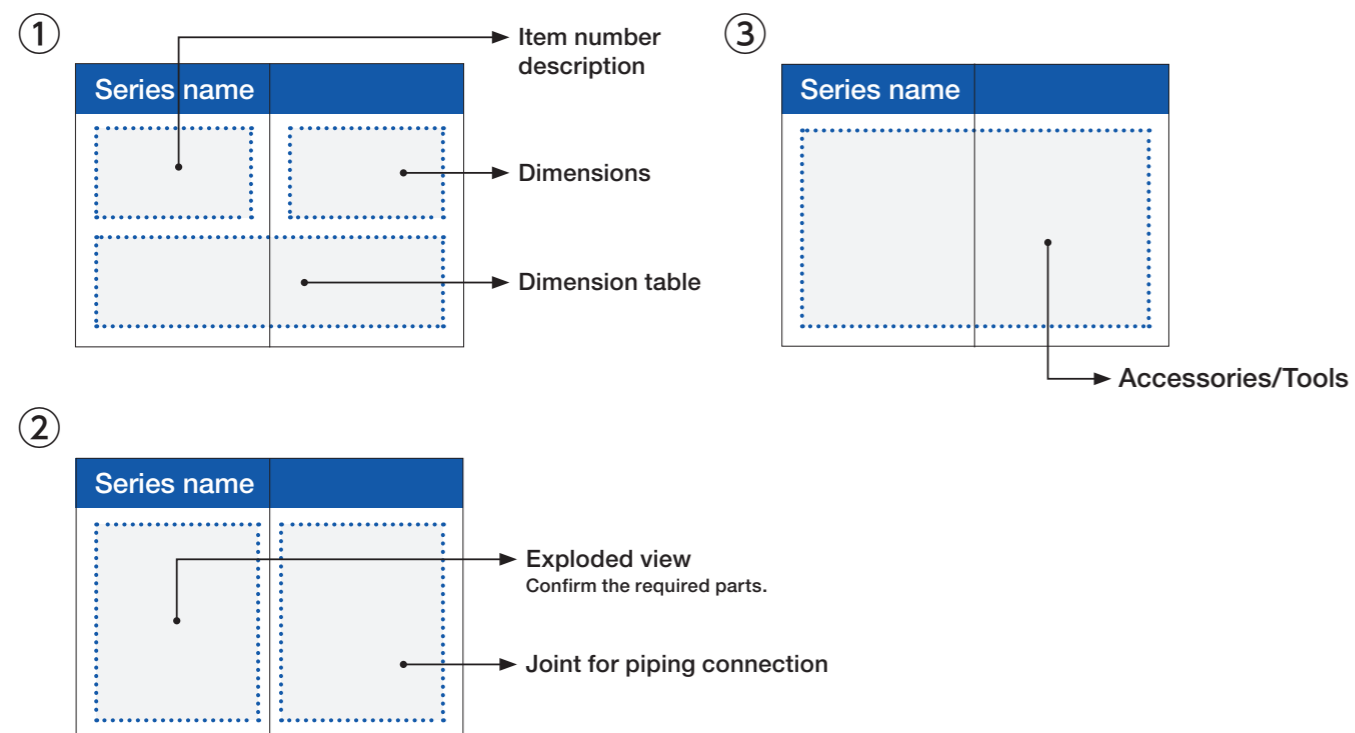 ①
Item number
description
Series name
Dimensions
Dimension table
②
Series name
Exploded view
Confirm the required parts.
Joint for piping connection
③
Series name
Accessories/Tools